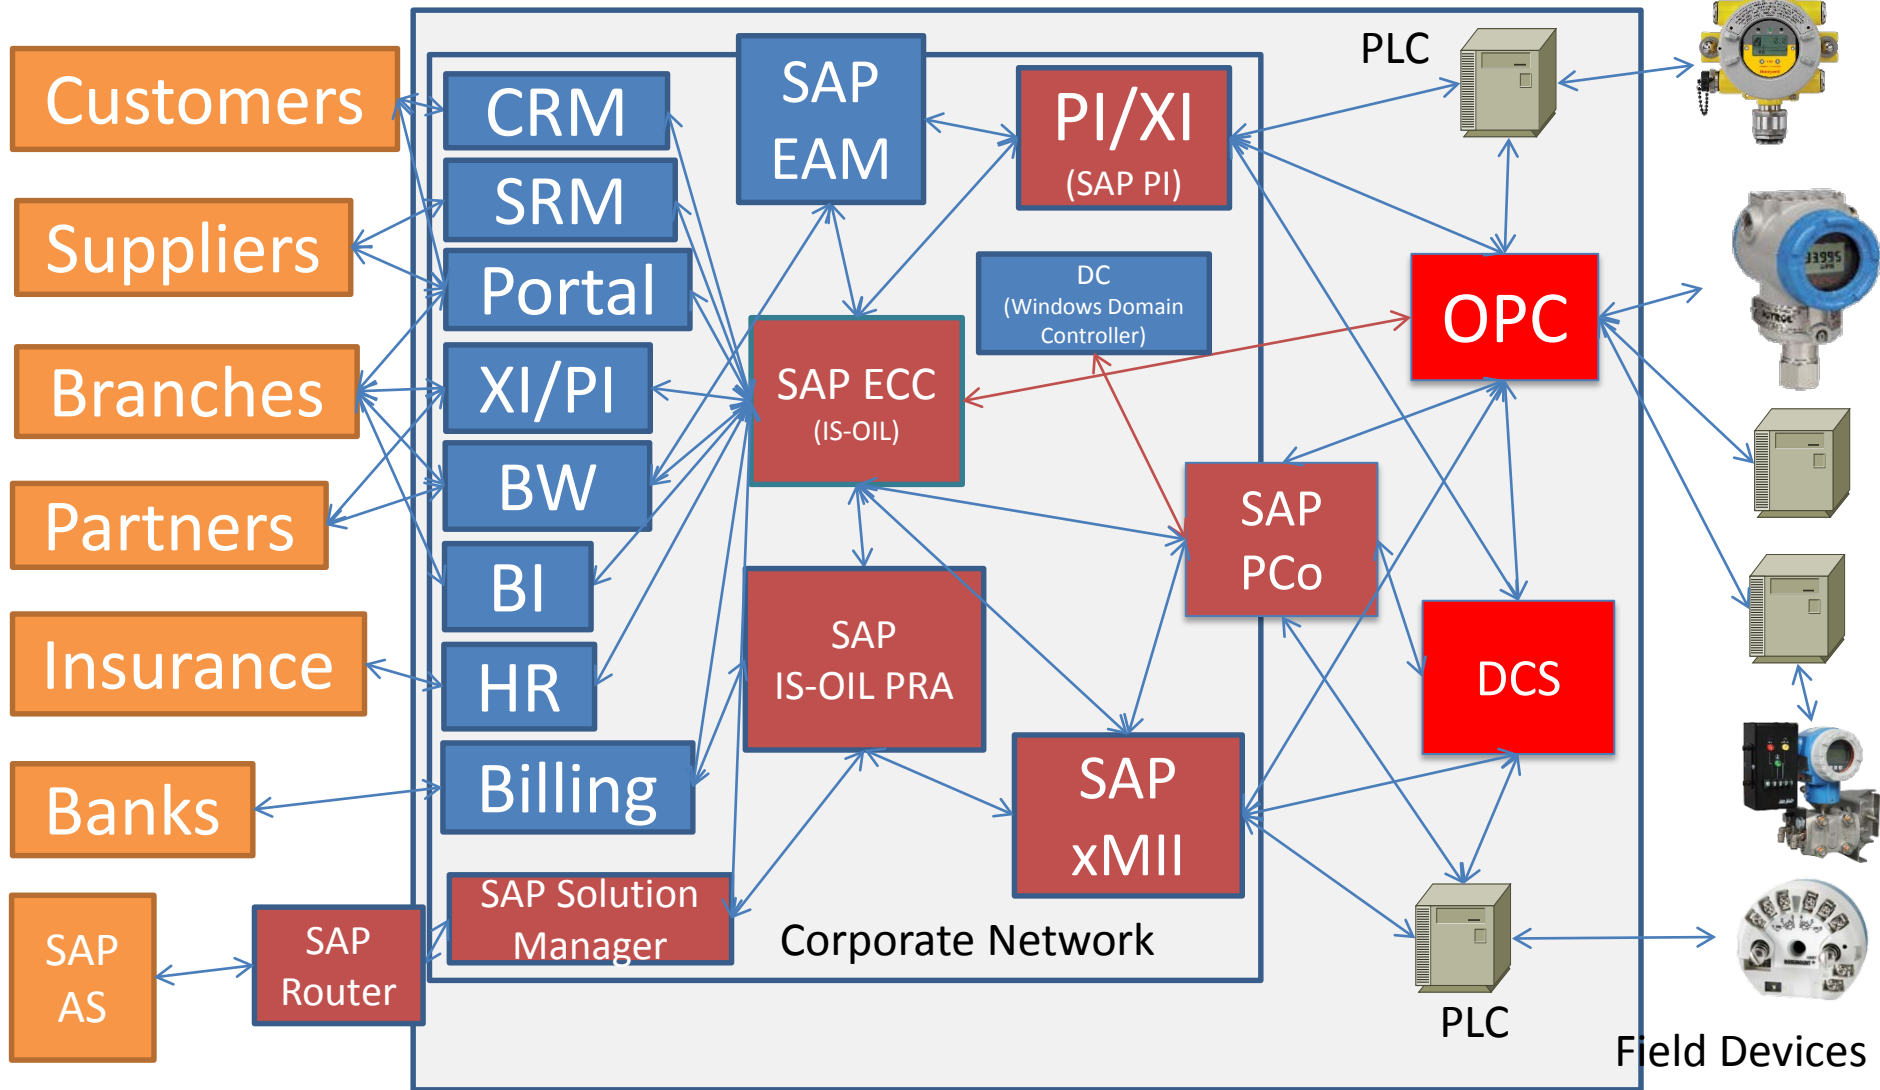 Customers
Suppliers
Branches
Partners
Insurance
Banks
SAP
AS
SAP
Router
CRM
SRM
Portal
XI/PI
BW
BI
HR
Billing
SAP Solution
Manager
SAP
EAM
PI/XI
(SAP PI)
DC
(Windows Domain
Controller)
SAP ECC
(IS-OIL)
SAP
IS-OIL PRA
SAP
xMII
Corporate Network
SAP
PCo
PLC
OPC
DCS
PLC
33.995
Field Devices